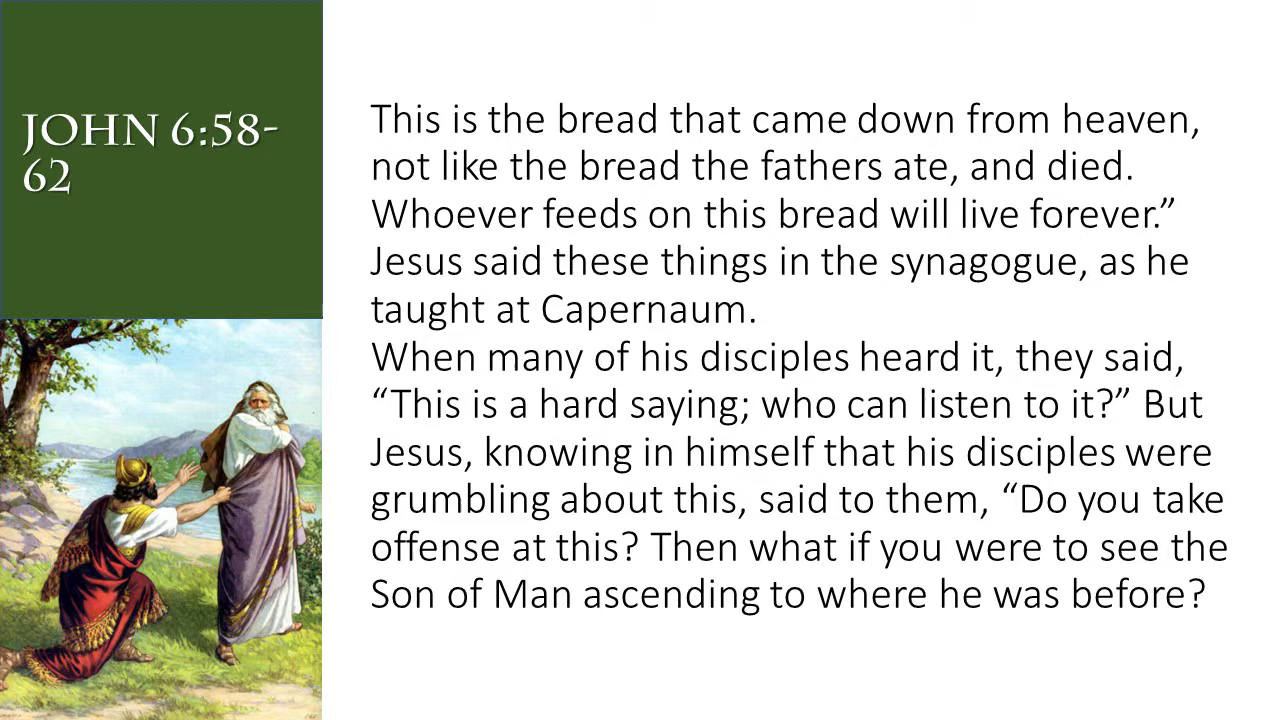 JOHN 6:58-
62
This is the bread that came down from heaven,
not like the bread the fathers ate, and died.
Whoever feeds on this bread will live forever.”
Jesus said these things in the synagogue, as he
taught at Capernaum.
When many of his disciples heard it, they said,
“This is a hard saying; who can listen to it?” But
Jesus, knowing in himself that his disciples were
grumbling about this, said to them, “Do you take
offense at this? Then what if you were to see the
Son of Man ascending to where he was before?